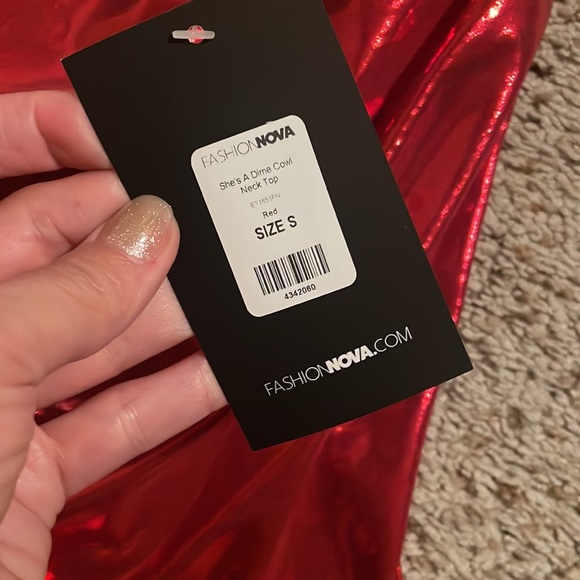 FASHIONNOVA
She's A Dime Cowl
Neck Top
Red
SIZE S
4342060
FASHIONNOVA.COM